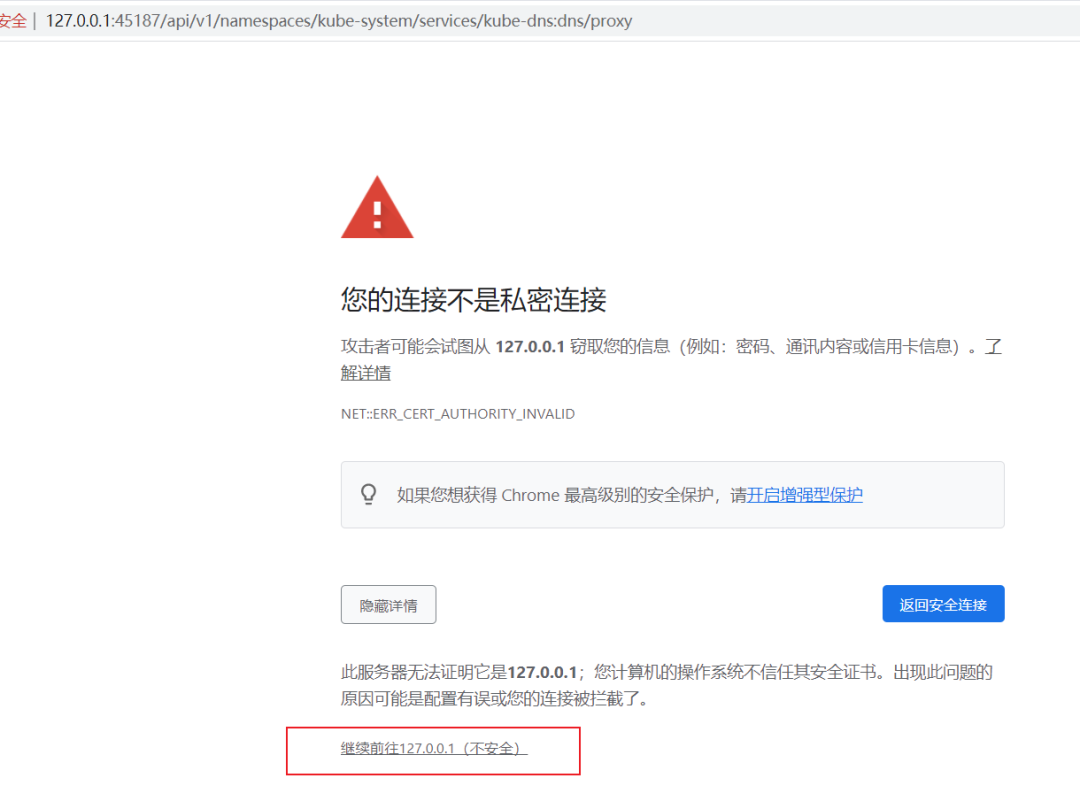 安全 | 127.0.0.1:45187/api/v1/namespaces/kube-system/services/kube-dns:dns/proxy
您的连接不是私密连接
攻击者可能会试图从 127.0.0.1 窃取您的信息（例如：密码、通讯内容或信用卡信息）。了
解详情
NET::ERR_CERT_AUTHORITY_INVALID
如果您想获得 Chrome 最高级别的安全保护，请开启增强型保护
隐藏详情
返回安全连接
此服务器无法证明它是127.0.0.1；您计算机的操作系统不信任其安全证书。出现此问题的
原因可能是配置有误或您的连接被拦截了。
继续前往127.0.0.1（不安全）